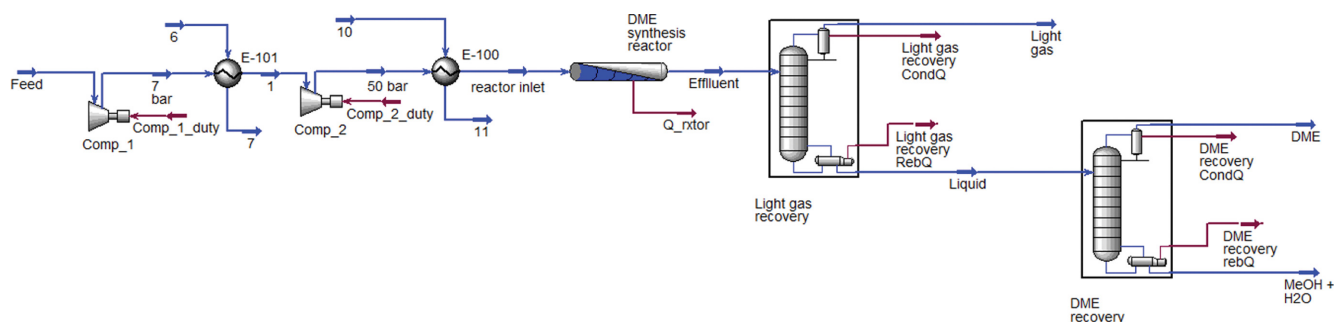 Feed
Comp_1
Comp_1_duty
7
bar
6
E-101
7
1
Comp_2
Comp_2_duty
50 bar
10
E-100
11
reactor inlet
DME
synthesis
reactor
Q_rxtor
Efflluent
Light gas
recovery
CondQ
Light
gas
Light gas
recovery
RebQ
Light gas
recovery
Liquid
DME
DME
recovery
CondQ
DME
recovery
rebQ
MeOH +
H2O
DME
recovery